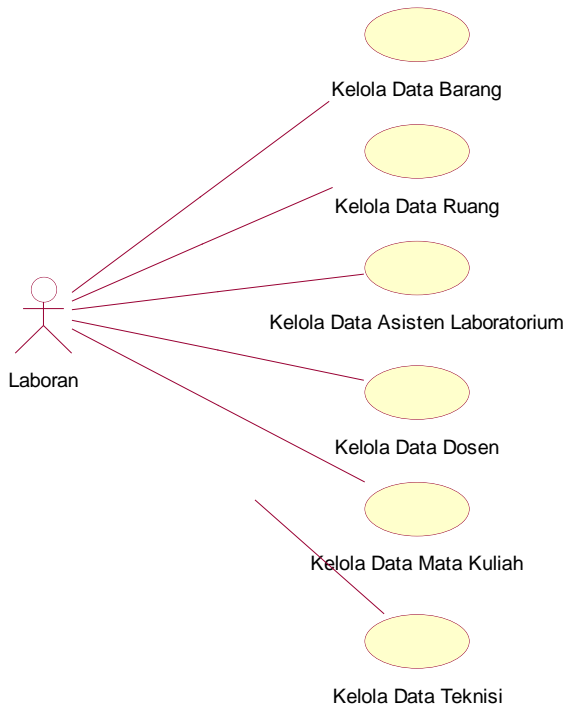 Kelola Data Barang
Kelola Data Ruang
Kelola Data Asisten Laboratorium
Laboran
Kelola Data Dosen
Kelola Data Mata Kuliah
Kelola Data Teknisi